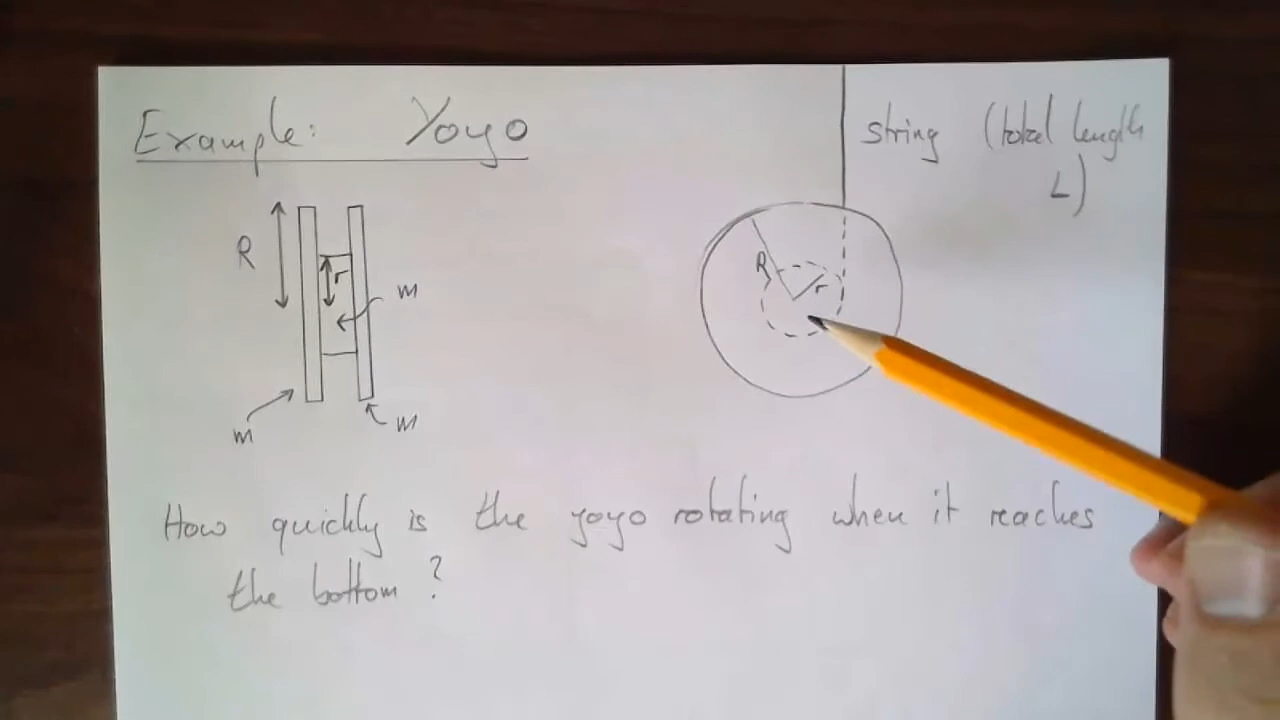 Example: Yoyo
string (total length
L)
R
r
m
m
m
R
r
How quickly is the yoyo rotating when it reaches
the bottom ?